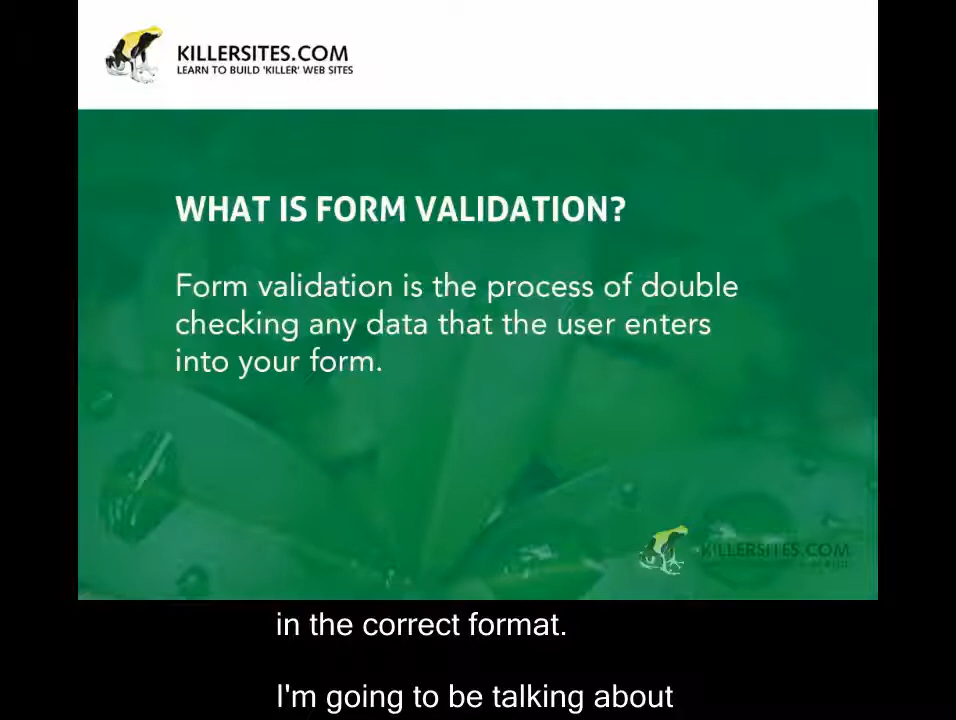 KILLERSITES.COM
LEARN TO BUILD 'KILLER' WEB SITES
WHAT IS FORM VALIDATION?
Form validation is the process of double
checking any data that the user enters
into your form.
KILLERSITES.COM
in the correct format.
I'm going to be talking about